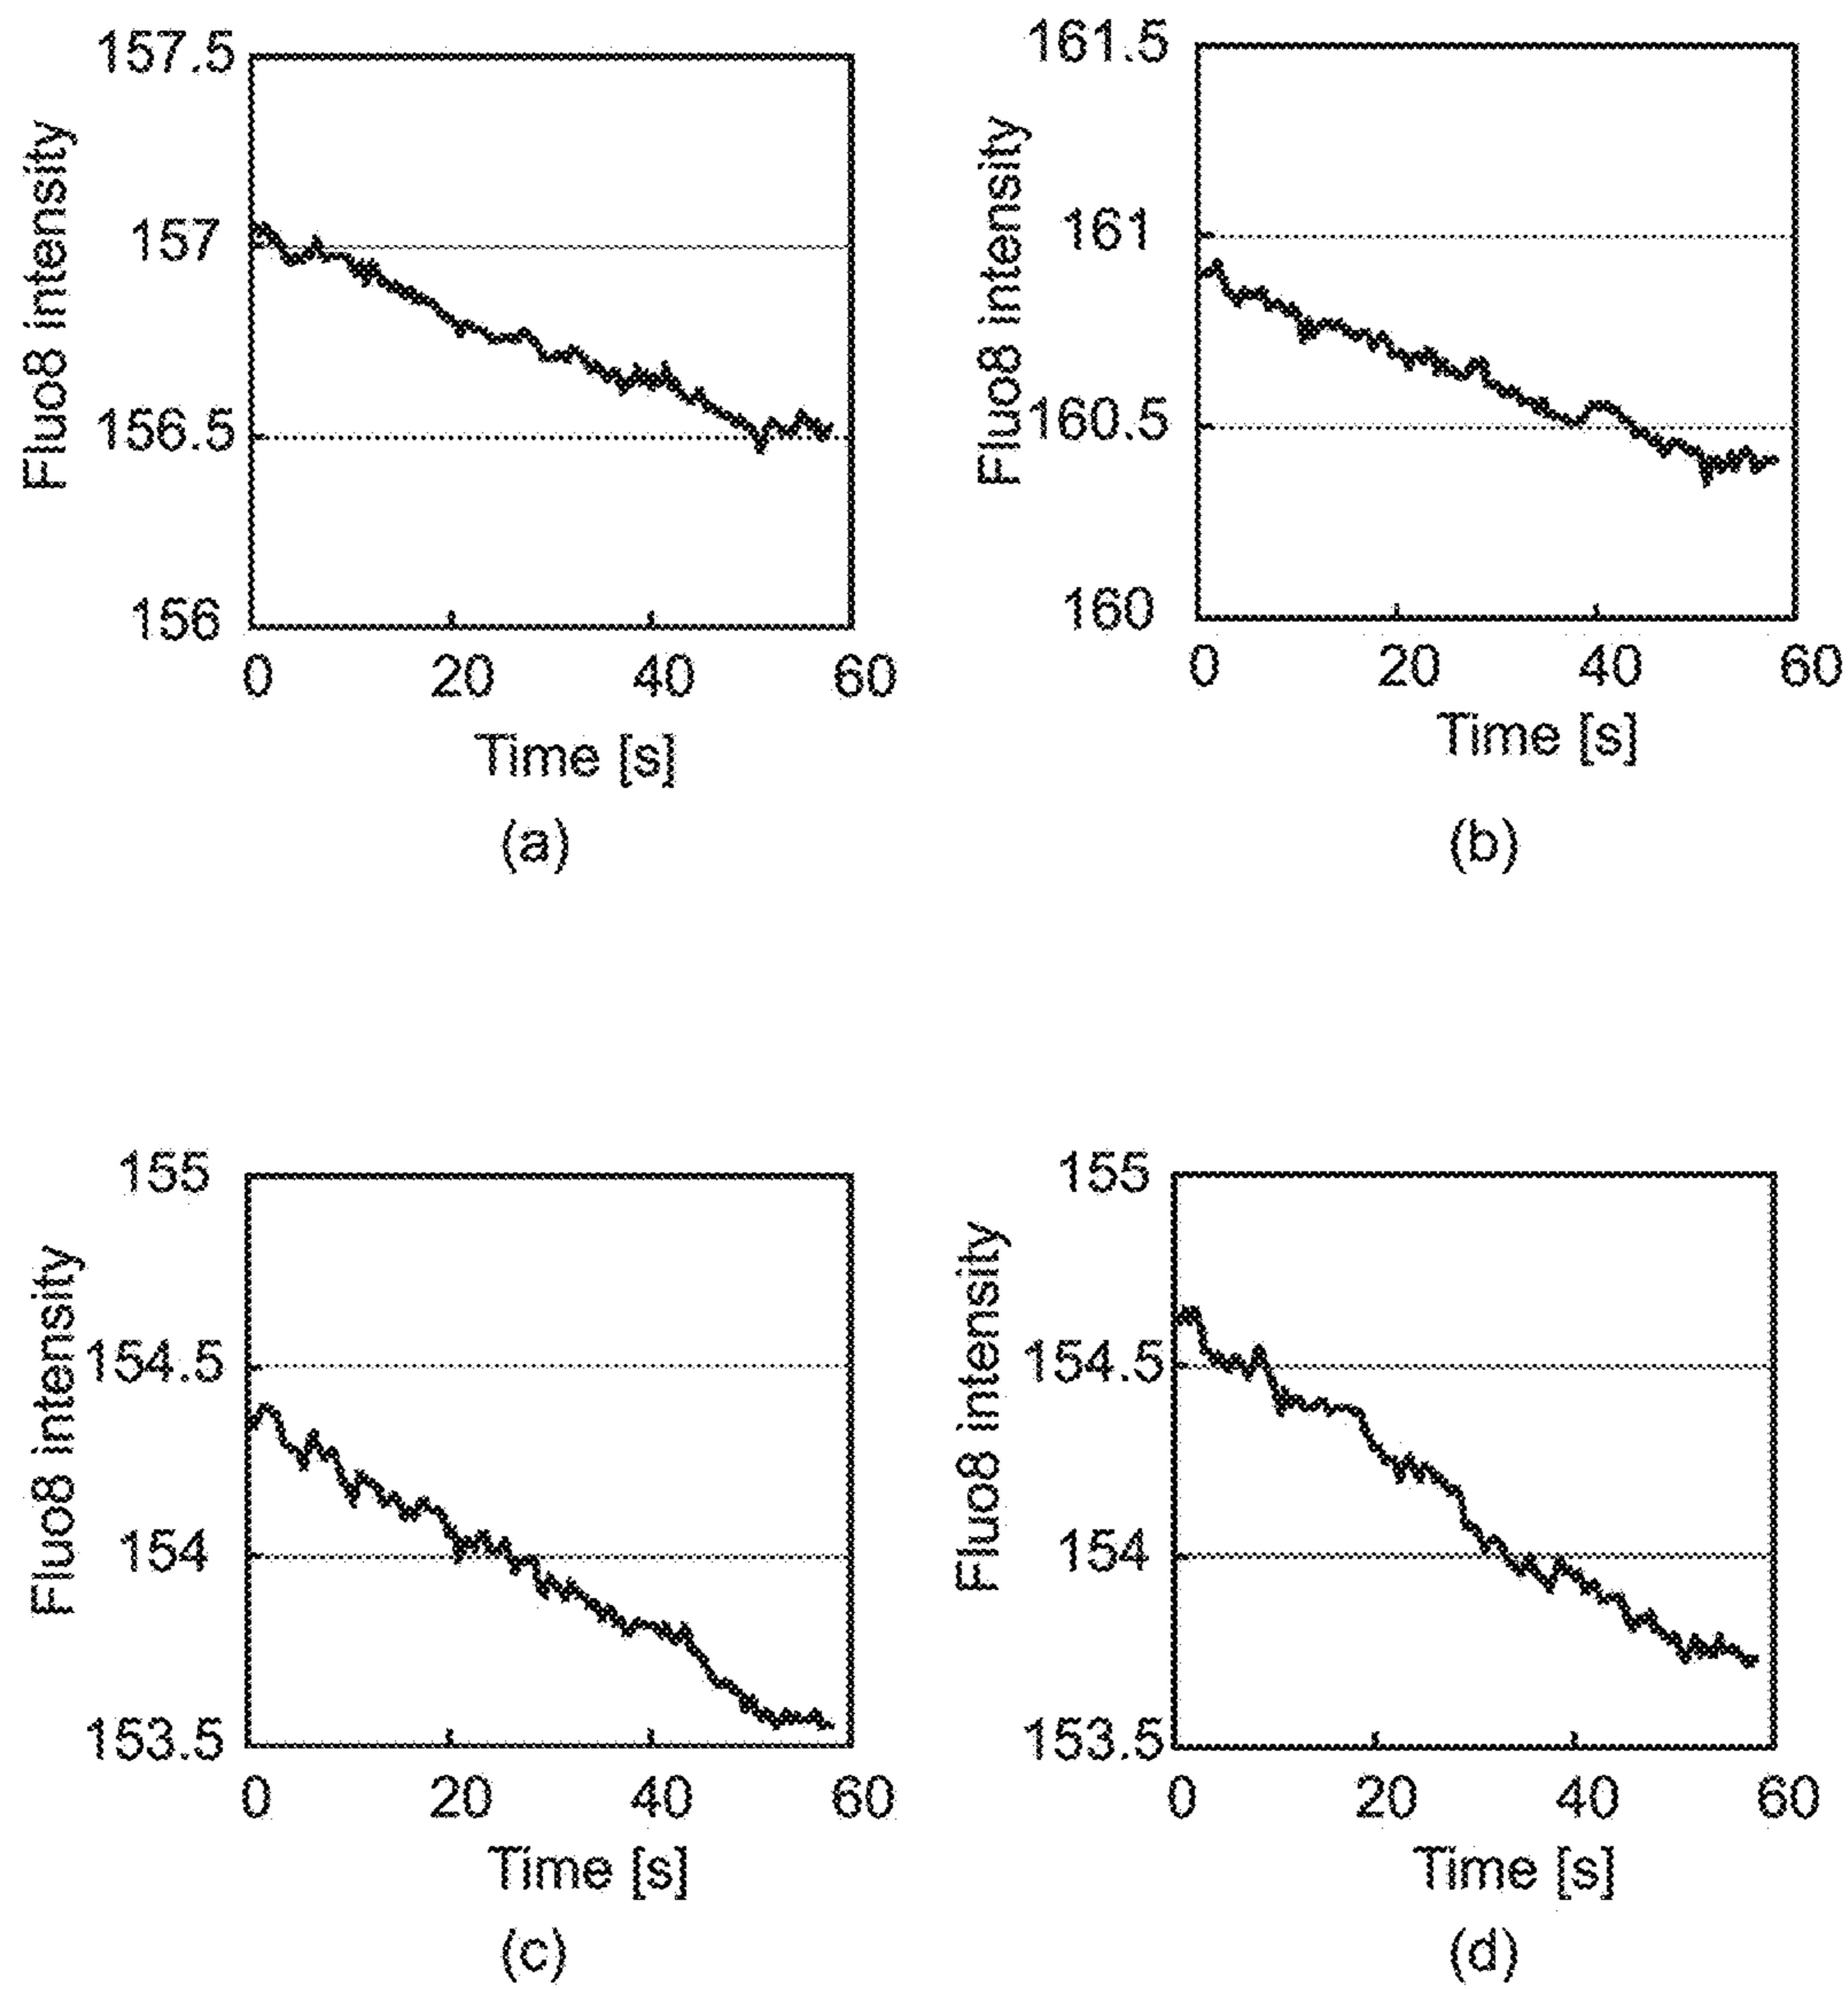 157.5
157
156.5
156
Fluo8 intensity
0 20 40 60
Time [s]
(a)
161.5
161
160.5
160
Fluo8 intensity
0 20 40 60
Time [s]
(b)
155
154.5
154
153.5
Fluo8 intensity
0 20 40 60
Time [s]
(c)
155
154.5
154
153.5
Fluo8 intensity
0 20 40 60
Time [s]
(d)